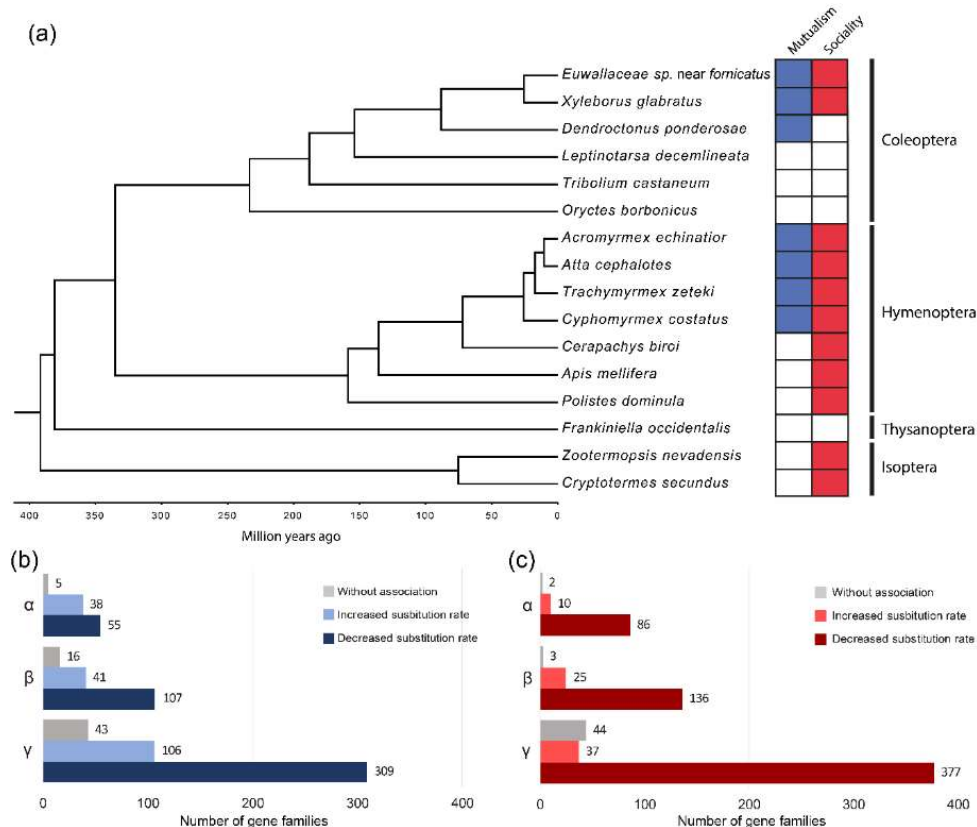 (a)
Mutualism
Sociality
Euwallaceae sp. near fornicatus
Xyleborus glabratus
Dendroctonus ponderosae
Leptinotarsa decemlineata
Tribolium castaneum
Oryctes borbonicus
Coleoptera
Acromyrmex echinatior
Atta cephalotes
Trachymyrmex zeteki
Cyphomyrmex costatus
Cerapachys biroi
Apis mellifera
Polistes dominula
Hymenoptera
Frankiniella occidentalis
Thysanoptera
Zootermopsis nevadensis
Cryptotermes secundus
Isoptera
400 350 300 250 200 150 100 50 0
Million years ago
(b)
α
5
38
55
β
16
41
107
γ
43
106
309
Without association
Increased susbitution rate
Decreased substitution rate
0 100 200 300 400
Number of gene families
(c)
α
2
10
86
β
3
25
136
γ
44
37
377
Without association
Increased susbitution rate
Decreased substitution rate
0 100 200 300 400
Number of gene families